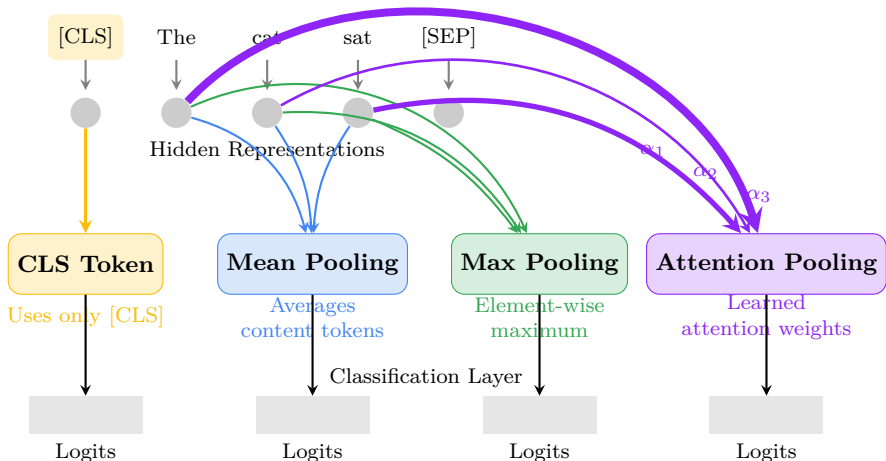 [CLS] The cat sat [SEP]
Hidden Representations
α1
α2
α3
CLS Token
Mean Pooling
Max Pooling
Attention Pooling
Uses only [CLS]
Averages
content tokens
Element-wise
maximum
Learned
attention weights
Classification Layer
Logits
Logits
Logits
Logits